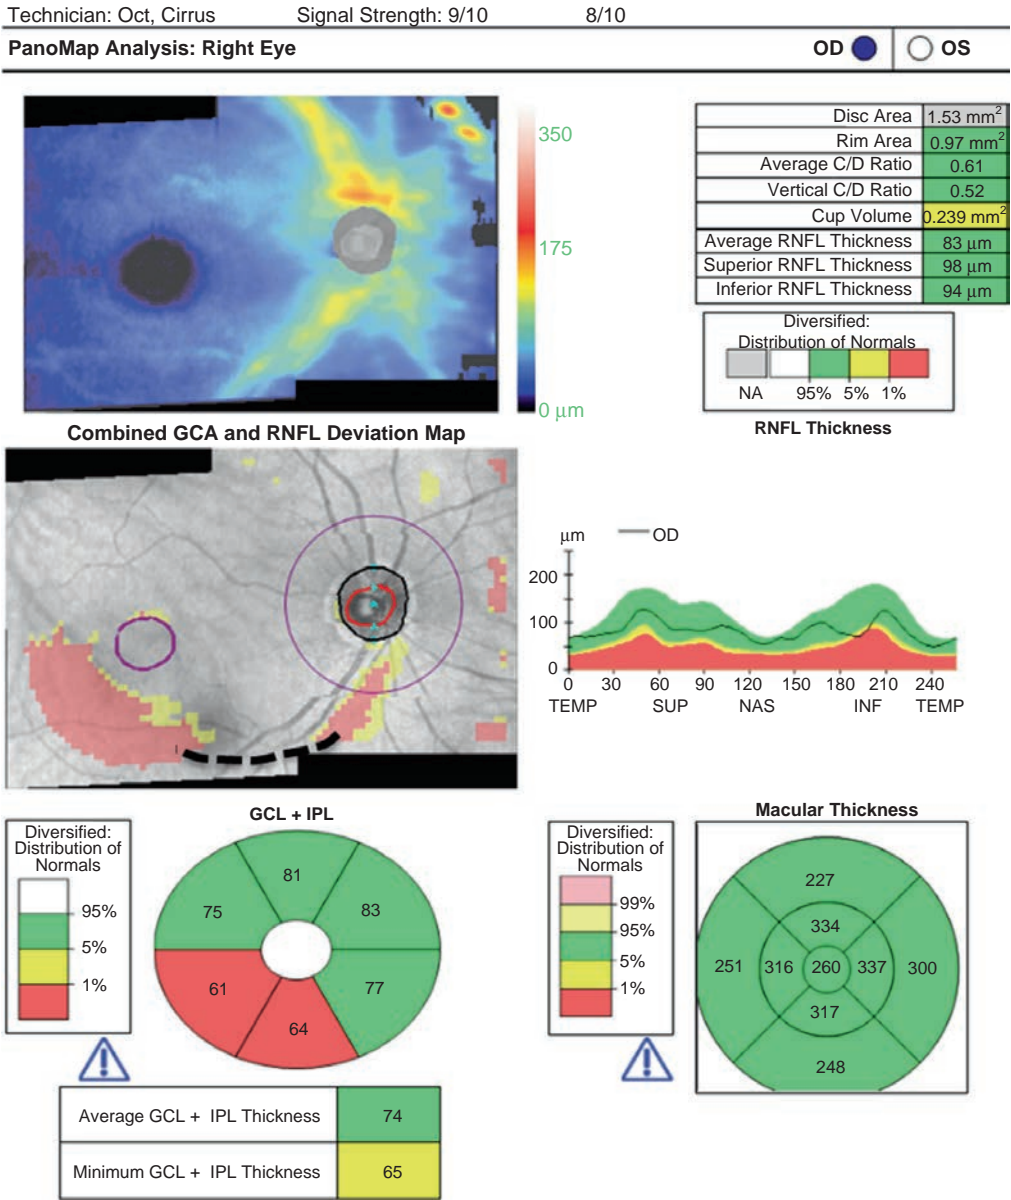 Technician: Oct, Cirrus Signal Strength: 9/10 8/10
PanoMap Analysis: Right Eye OD OS
350
175
0 μm
Disc Area 1.53 mm²
Rim Area 0.97 mm²
Average C/D Ratio 0.61
Vertical C/D Ratio 0.52
Cup Volume 0.239 mm²
Average RNFL Thickness 83 μm
Superior RNFL Thickness 98 μm
Inferior RNFL Thickness 94 μm
Diversified:
Distribution of Normals
NA 95% 5% 1%
Combined GCA and RNFL Deviation Map
RNFL Thickness
μm OD
200
100
0
0 30 60 90 120 150 180 210 240
TEMP SUP NAS INF TEMP
GCL + IPL
Diversified:
Distribution of
Normals
95%
5%
1%
81
75 83
61 77
64
Average GCL + IPL Thickness 74
Minimum GCL + IPL Thickness 65
Macular Thickness
Diversified:
Distribution of
Normals
99%
95%
5%
1%
227
334
251 316 260 337 300
317
248